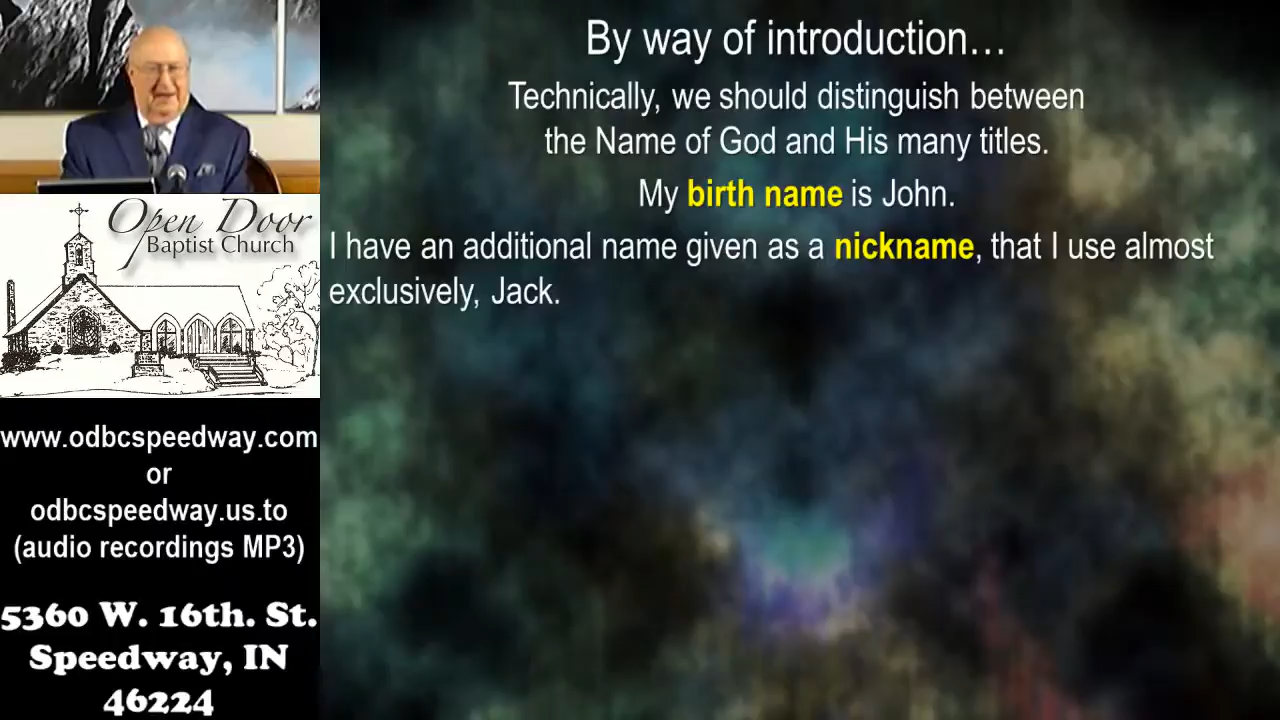 By way of introduction…
Technically, we should distinguish between
the Name of God and His many titles.
My birth name is John.
I have an additional name given as a nickname, that I use almost
exclusively, Jack.
Open Door
Baptist Church
www.odbcspeedway.com
or
odbcspeedway.us.to
(audio recordings MP3)
5360 W. 16th. St.
Speedway, IN
46224